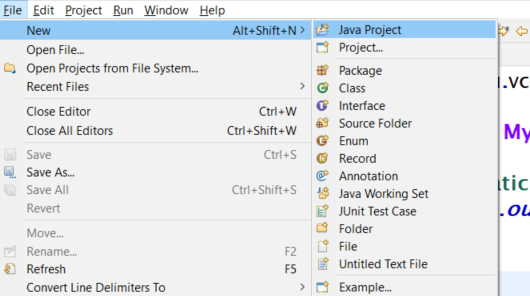 File Edit Project Run Window Help
New Alt+Shift+N >
Open File...
Open Projects from File System...
Recent Files >
Close Editor Ctrl+W
Close All Editors Ctrl+Shift+W
Save Ctrl+S
Save As...
Save All Ctrl+Shift+S
Revert
Move...
Rename... F2
Refresh F5
Convert Line Delimiters To >
Java Project
Project...
Package
Class
Interface
Source Folder
Enum
Record
Annotation
Java Working Set
JUnit Test Case
Folder
File
Untitled Text File
Example...
.vc
My
atic
.ou